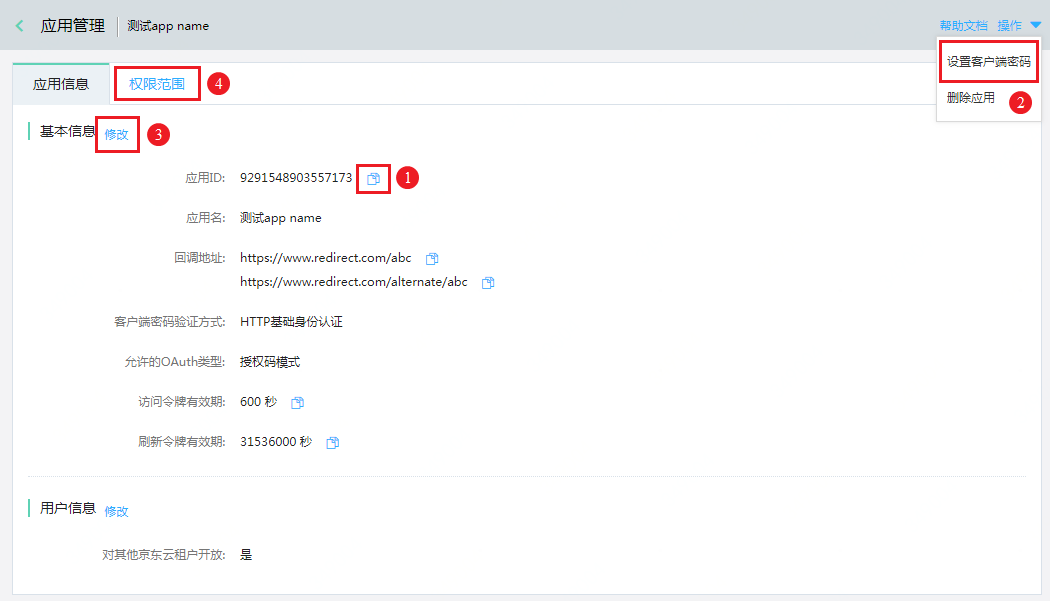 应用管理 测试app name
帮助文档 操作
设置客户端密码
删除应用
2
应用信息 权限范围 4
基本信息 修改 3
应用ID: 9291548903557173 1
应用名: 测试app name
回调地址: https://www.redirect.com/abc
https://www.redirect.com/alternate/abc
客户端密码验证方式: HTTP基础身份认证
允许的OAuth类型: 授权码模式
访问令牌有效期: 600 秒
刷新令牌有效期: 31536000 秒
用户信息 修改
对其他京东云租户开放: 是